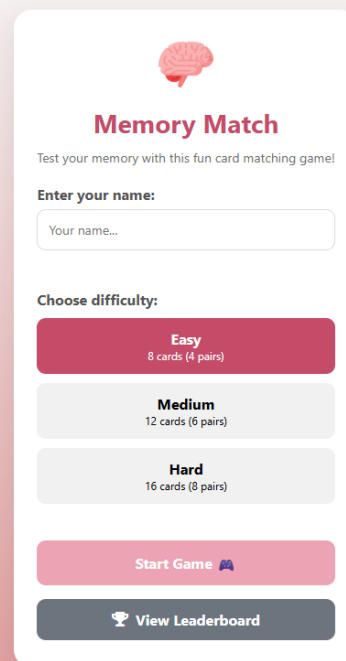 Memory Match
Test your memory with this fun card matching game!
Enter your name:
Your name...
Choose difficulty:
Easy
8 cards (4 pairs)
Medium
12 cards (6 pairs)
Hard
16 cards (8 pairs)
Start Game 🎮
🏆 View Leaderboard